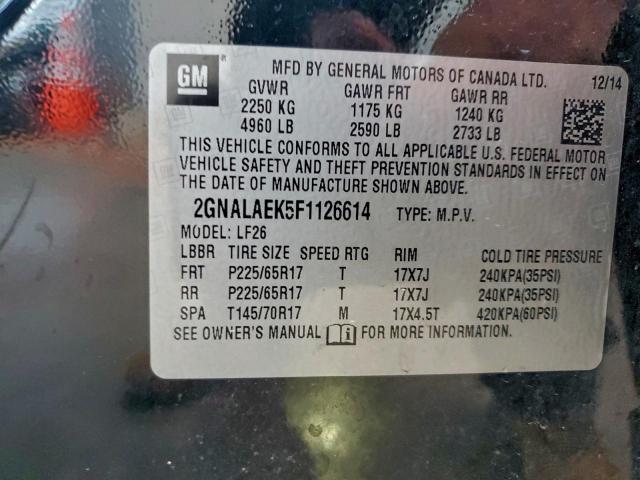 GM
MFD BY GENERAL MOTORS OF CANADA LTD. 12/14
GVWR GAWR FRT GAWR RR
2250 KG 1175 KG 1240 KG
4960 LB 2590 LB 2733 LB
THIS VEHICLE CONFORMS TO ALL APPLICABLE U.S. FEDERAL MOTOR
VEHICLE SAFETY AND THEFT PREVENTION STANDARDS IN EFFECT ON
THE DATE OF MANUFACTURE SHOWN ABOVE.
2GNALAEK5F1126614 TYPE: M.P.V.
MODEL: LF26
LBBR TIRE SIZE SPEED RTG RIM COLD TIRE PRESSURE
FRT P225/65R17 T 17X7J 240KPA(35PSI)
RR P225/65R17 T 17X7J 240KPA(35PSI)
SPA T145/70R17 M 17X4.5T 420KPA(60PSI)
SEE OWNER'S MANUAL FOR MORE INFORMATION.